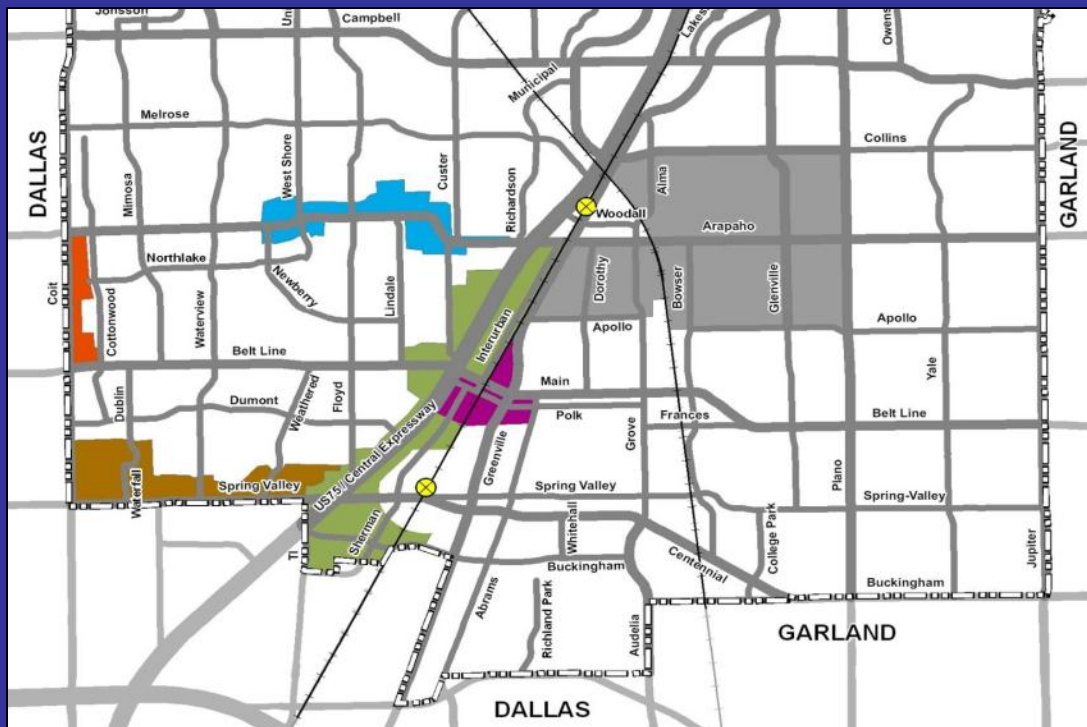 Jonsson
Campbell
Lakes
Owens
Municipal
Melrose
Collins
DALLAS
GARLAND
Mimosa
West Shore
Custer
Richardson
Alma
Woodall
Arapaho
Northlake
Newberry
Coit
Cottonwood
Waterview
Lindale
Interurban
Dorothy
Bowser
Glenville
Apollo
Apollo
Belt Line
Yale
Main
Dublin
Dumont
Weathered
Floyd
Polk
Frances
Belt Line
Grove
US75 / Central Expressway
Greenville
Plano
Waterfall
Spring Valley
Spring Valley
Spring-Valley
Sherman
TI
Whitehall
College Park
Jupiter
Buckingham
Centennial
Buckingham
Abrams
Richland Park
Audelia
GARLAND
DALLAS